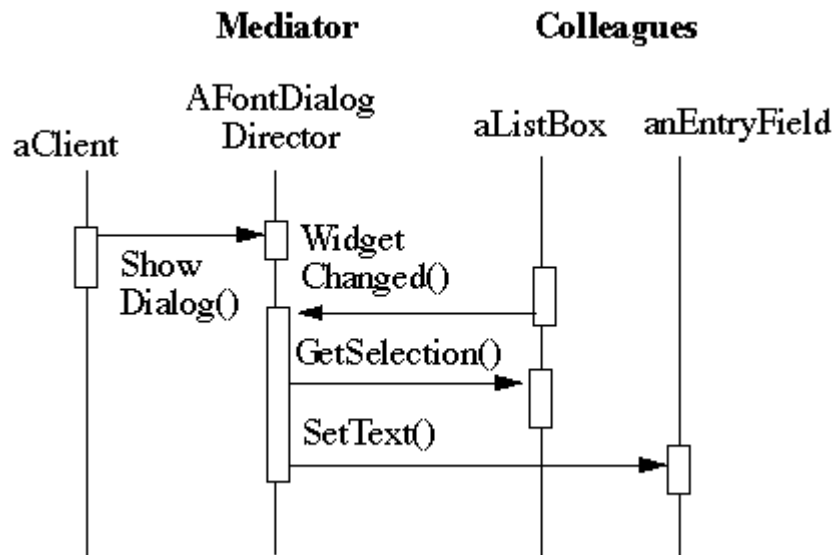 Mediator
Colleagues
AFontDialog
Director
aClient
aListBox
anEntryField
Show
Dialog()
Widget
Changed()
GetSelection()
SetText()